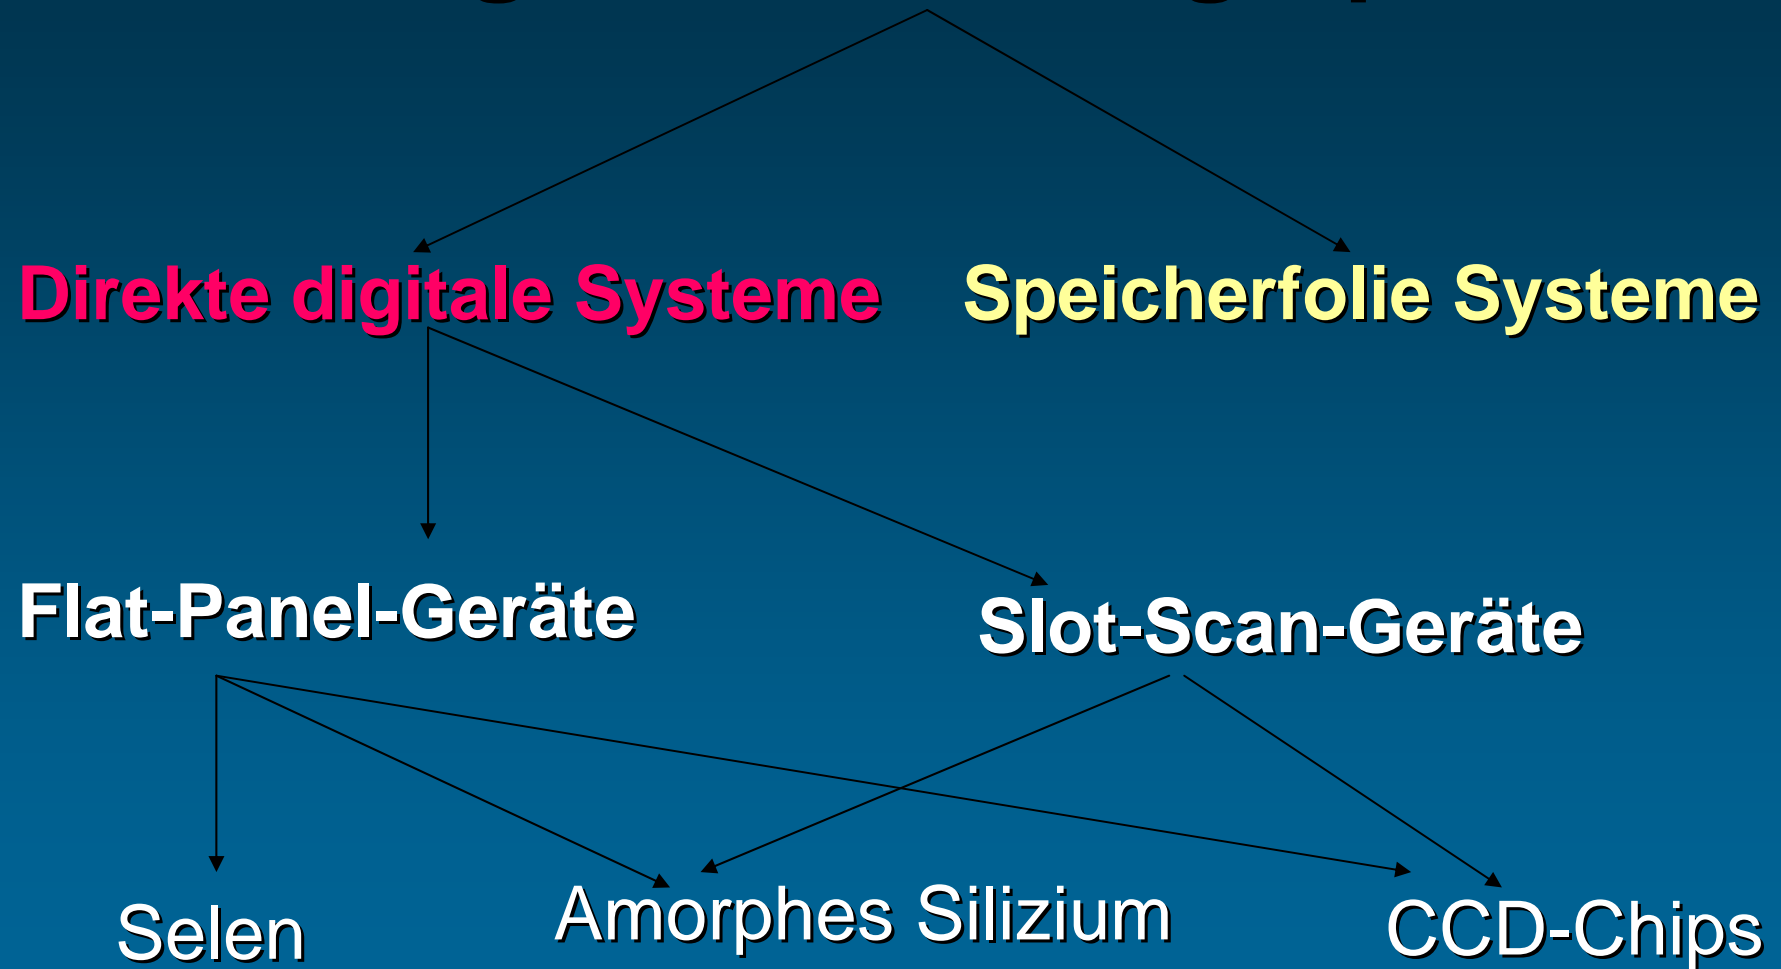 Direkte digitale Systeme
Speicherfolie Systeme
Flat-Panel-Geräte
Slot-Scan-Geräte
Selen
Amorphes Silizium
CCD-Chips